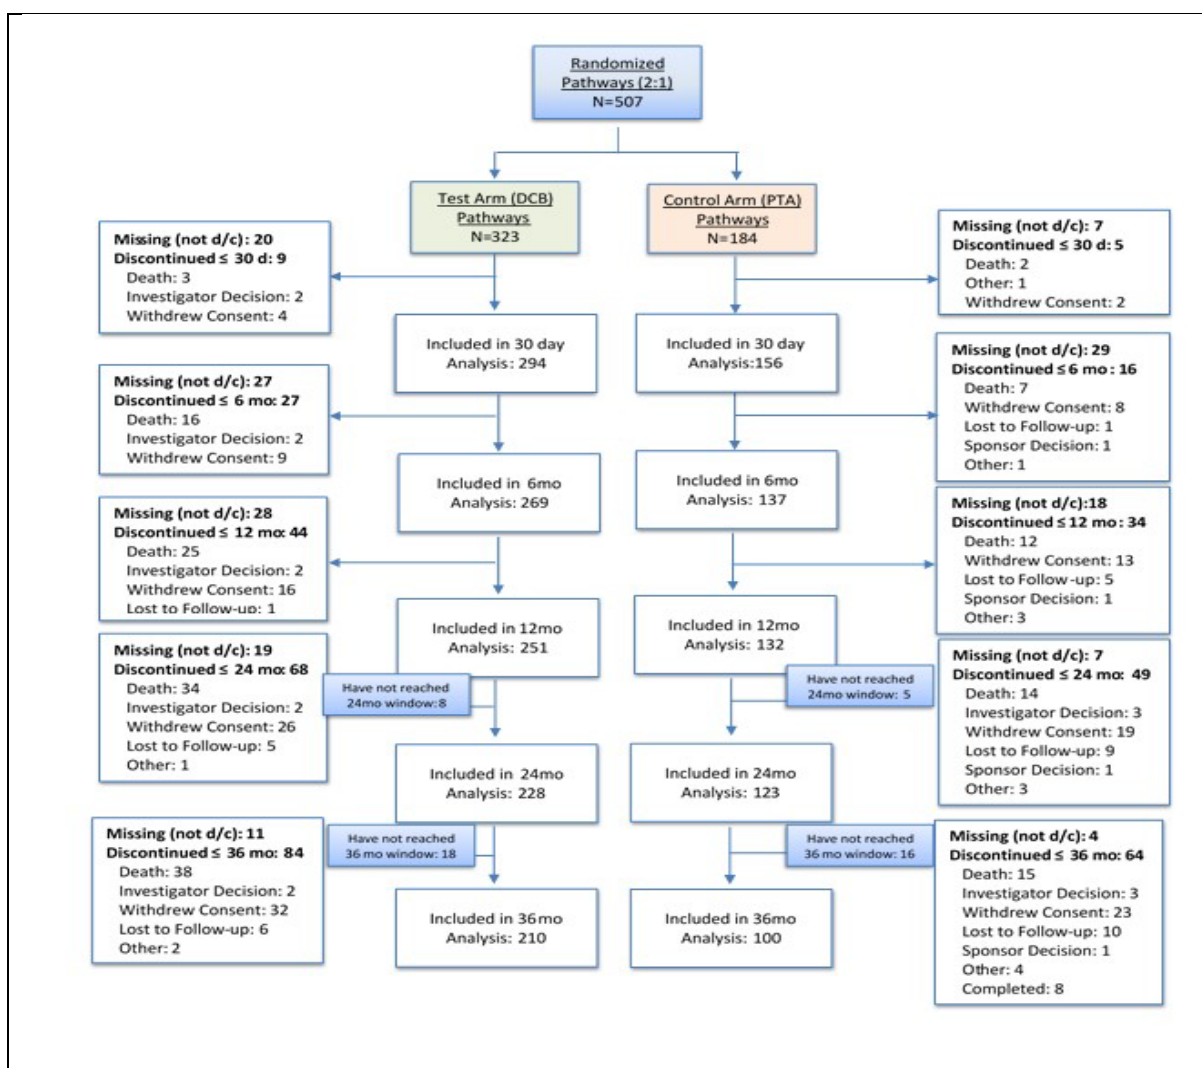 Randomized
Pathways (2:1)
N=507
Test Arm (DCB)
Pathways
N=323
Control Arm (PTA)
Pathways
N=184
Missing (not d/c): 20
Discontinued ≤ 30 d: 9
Death: 3
Investigator Decision: 2
Withdrew Consent: 4
Missing (not d/c): 7
Discontinued ≤ 30 d: 5
Death: 2
Other: 1
Withdrew Consent: 2
Included in 30 day
Analysis: 294
Included in 30 day
Analysis:156
Missing (not d/c): 27
Discontinued ≤ 6 mo: 27
Death: 16
Investigator Decision: 2
Withdrew Consent: 9
Missing (not d/c): 29
Discontinued ≤6 mo : 16
Death: 7
Withdrew Consent: 8
Lost to Follow-up: 1
Sponsor Decision: 1
Other: 1
Included in 6mo
Analysis: 269
Included in 6mo
Analysis: 137
Missing (not d/c): 28
Discontinued ≤ 12 mo: 44
Death: 25
Investigator Decision: 2
Withdrew Consent: 16
Lost to Follow-up: 1
Missing (not d/c):18
Discontinued ≤12 mo : 34
Death: 12
Withdrew Consent: 13
Lost to Follow-up: 5
Sponsor Decision: 1
Other: 3
Included in 12mo
Analysis: 251
Included in 12mo
Analysis: 132
Missing (not d/c): 19
Discontinued ≤ 24 mo: 68
Death: 34
Investigator Decision: 2
Withdrew Consent: 26
Lost to Follow-up: 5
Other: 1
Have not reached
24mo window: 8
Have not reached
24mo window: 5
Missing (not d/c): 7
Discontinued ≤ 24 mo: 49
Death: 14
Investigator Decision: 3
Withdrew Consent: 19
Lost to Follow-up: 9
Sponsor Decision: 1
Other: 3
Included in 24mo
Analysis: 228
Included in 24mo
Analysis: 123
Missing (not d/c): 11
Discontinued ≤ 36 mo: 84
Death: 38
Investigator Decision: 2
Withdrew Consent: 32
Lost to Follow-up: 6
Other: 2
Have not reached
36 mo window: 18
Have not reached
36 mo window: 16
Missing (not d/c): 4
Discontinued ≤ 36 mo: 64
Death: 15
Investigator Decision: 3
Withdrew Consent: 23
Lost to Follow-up: 10
Sponsor Decision: 1
Other: 4
Completed: 8
Included in 36mo
Analysis: 210
Included in 36mo
Analysis: 100